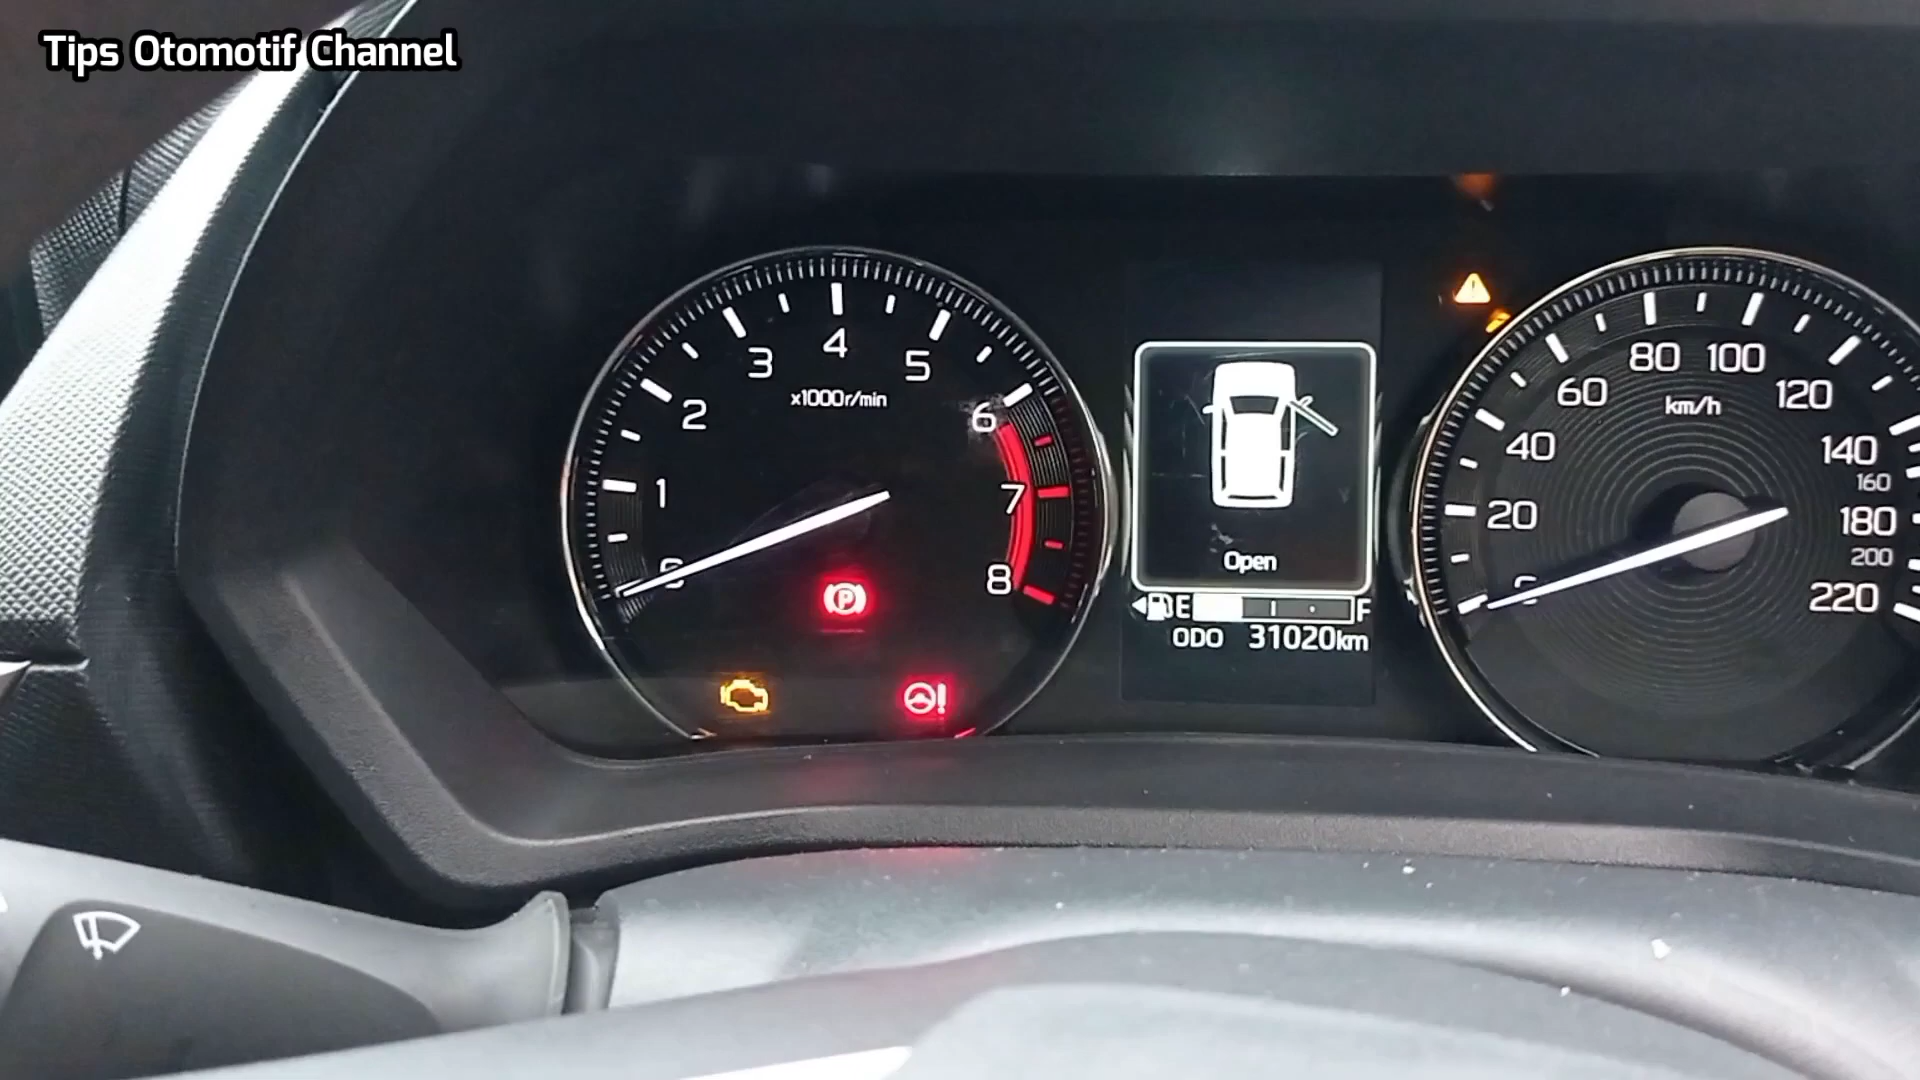 Tips Otomotif Channel
0 1 2 3 4 5 6 7 8
x1000r/min
P
!
Open
E F
ODO 31020km
20 40 60 80 100 120 140 160 180 200 220
km/h